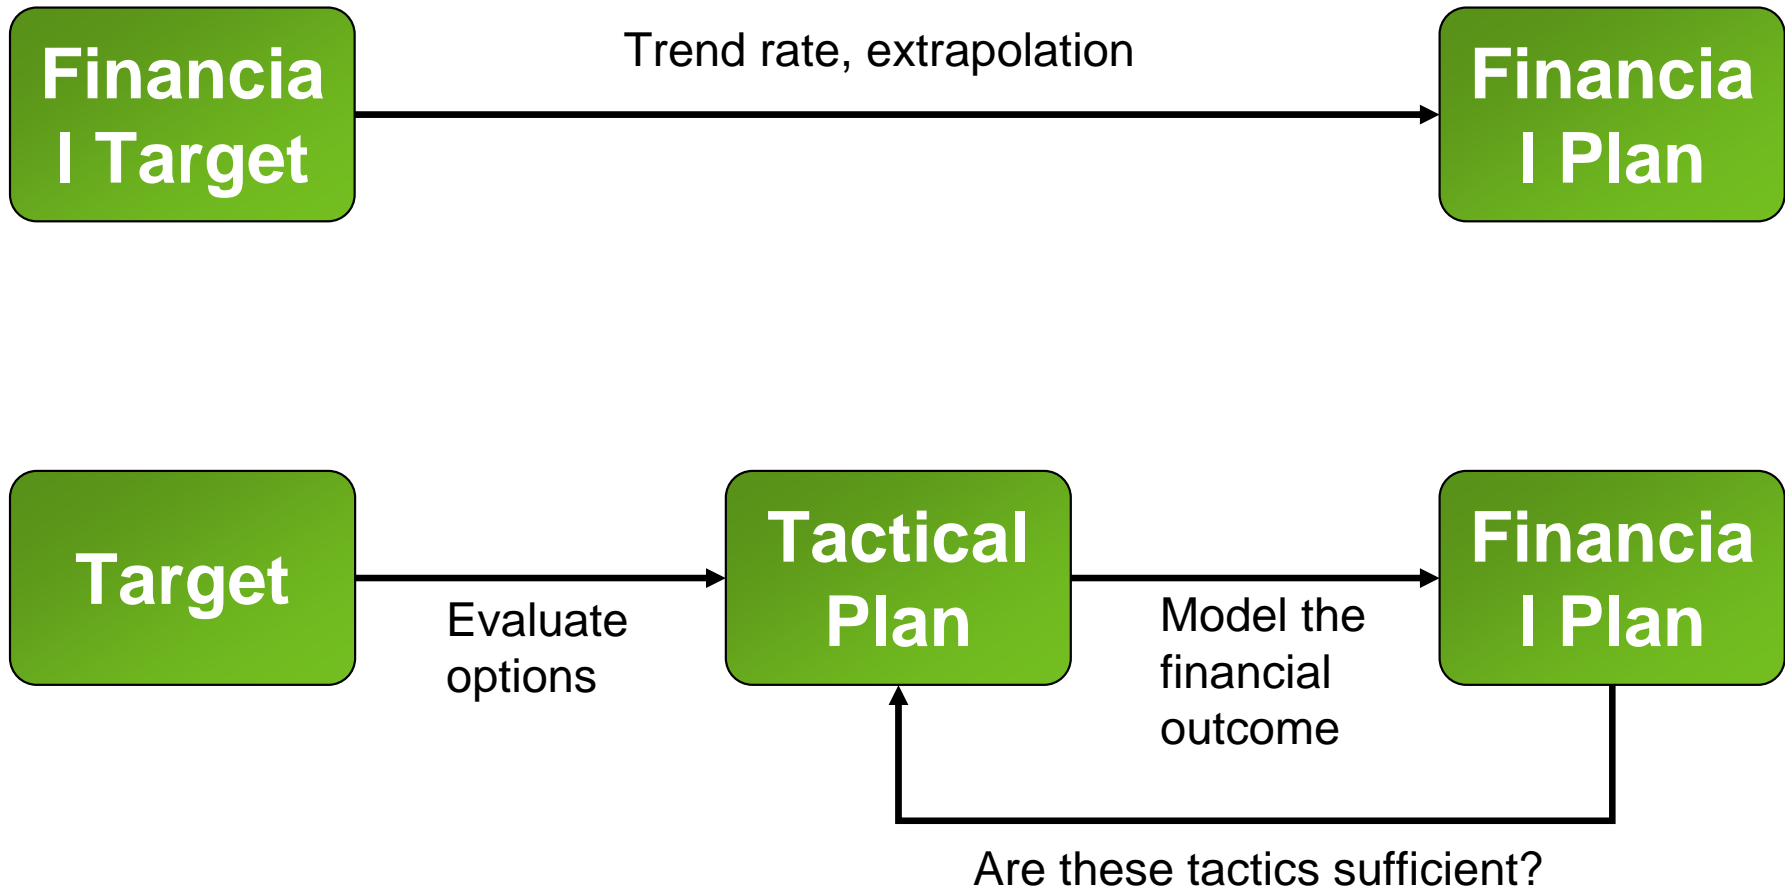 Financia
l Target
Trend rate, extrapolation
Financia
l Plan
Target
Evaluate
options
Tactical
Plan
Model the
financial
outcome
Financia
l Plan
Are these tactics sufficient?